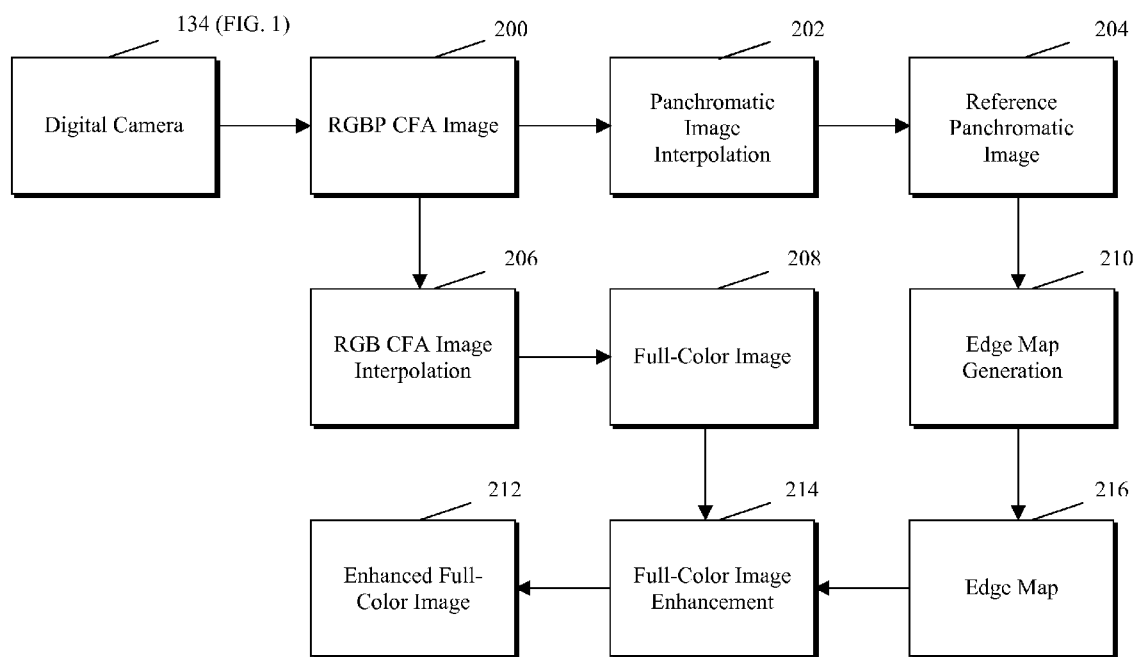 134 (FIG. 1)
200
202
204
Digital Camera
RGBP CFA Image
Panchromatic
Image
Interpolation
Reference
Panchromatic
Image
206
208
210
RGB CFA Image
Interpolation
Full-Color Image
Edge Map
Generation
212
214
216
Enhanced Full-
Color Image
Full-Color Image
Enhancement
Edge Map